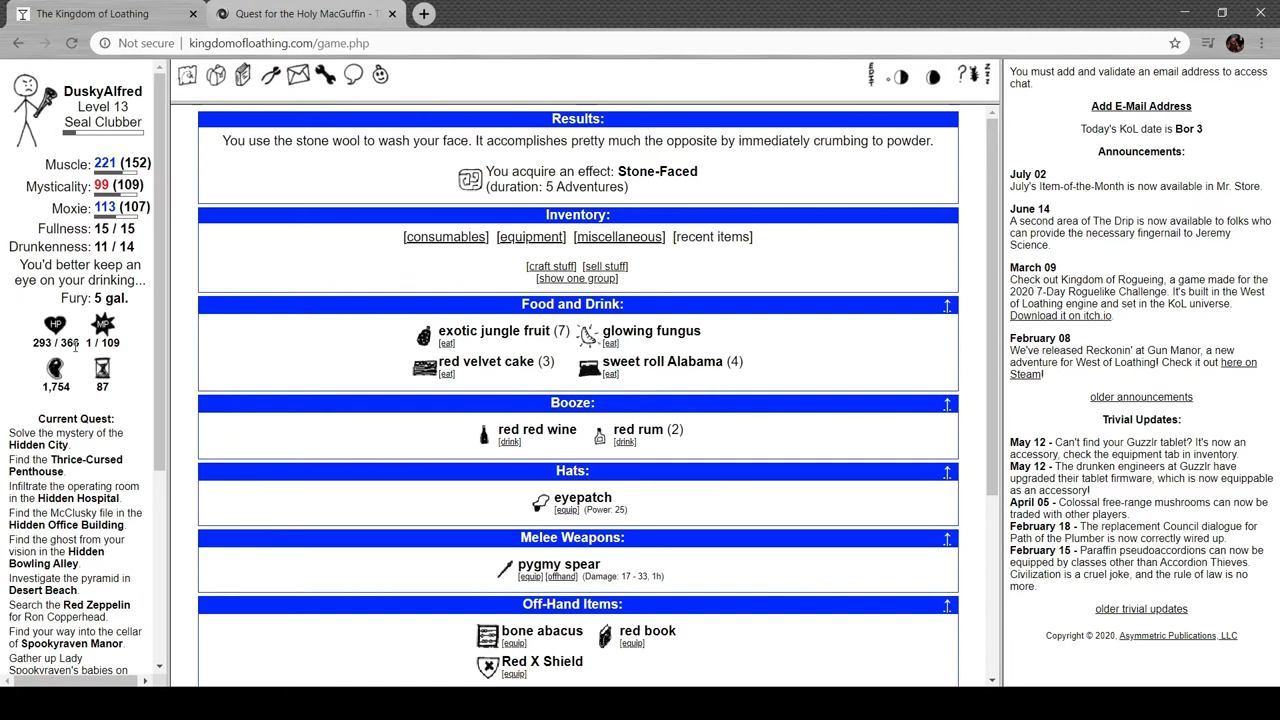 The Kingdom of Loathing
Quest for the Holy MacGuffin - T
Not secure | kingdomofloathing.com/game.php
DuskyAlfred
Level 13
Seal Clubber
Muscle: 221 (152)
Mysticality: 99 (109)
Moxie: 113 (107)
Fullness: 15 / 15
Drunkenness: 11 / 14
You'd better keep an
eye on your drinking...
Fury: 5 gal.
HP MP
293 / 366 1 / 109
1,754 87
Current Quest:
Solve the mystery of the
Hidden City.
Find the Thrice-Cursed
Penthouse.
Infiltrate the operating room
in the Hidden Hospital.
Find the McClusky file in the
Hidden Office Building.
Find the ghost from your
vision in the Hidden
Bowling Alley.
Investigate the pyramid in
Desert Beach.
Search the Red Zeppelin
for Ron Copperhead.
Find your way into the cellar
of Spookyraven Manor.
Gather up Lady
Spookyraven's babies on
Results:
You use the stone wool to wash your face. It accomplishes pretty much the opposite by immediately crumbing to powder.
You acquire an effect: Stone-Faced
(duration: 5 Adventures)
Inventory:
[consumables] [equipment] [miscellaneous] [recent items]
[craft stuff] [sell stuff]
[show one group]
Food and Drink:
exotic jungle fruit (7) glowing fungus
[eat] [eat]
red velvet cake (3) sweet roll Alabama (4)
[eat] [eat]
Booze:
red red wine red rum (2)
[drink] [drink]
Hats:
eyepatch
[equip] (Power: 25)
Melee Weapons:
pygmy spear
[equip] [offhand] (Damage: 17 - 33, 1h)
Off-Hand Items:
bone abacus red book
[equip] [equip]
Red X Shield
[equip]
You must add and validate an email address to access
chat.
Add E-Mail Address
Today's KoL date is Bor 3
Announcements:
July 02
July's Item-of-the-Month is now available in Mr. Store.
June 14
A second area of The Drip is now available to folks who
can provide the necessary fingernail to Jeremy
Science.
March 09
Check out Kingdom of Rogueing, a game made for the
2020 7-Day Roguelike Challenge. It's built in the West
of Loathing engine and set in the KoL universe.
Download it on itch.io.
February 08
We've released Reckonin' at Gun Manor, a new
adventure for West of Loathing! Check it out here on
Steam!
older announcements
Trivial Updates:
May 12 - Can't find your Guzzlr tablet? It's now an
accessory, check the equipment tab in inventory.
May 12 - The drunken engineers at Guzzlr have
upgraded their tablet firmware, which is now equippable
as an accessory!
April 05 - Colossal free-range mushrooms can now be
traded with other players.
February 18 - The replacement Council dialogue for
Path of the Plumber is now correctly wired up.
February 15 - Paraffin pseudoaccordions can now be
equipped by classes other than Accordion Thieves.
Civilization is a cruel joke, and the rule of law is no
more.
older trivial updates
Copyright © 2020, Asymmetric Publications, LLC